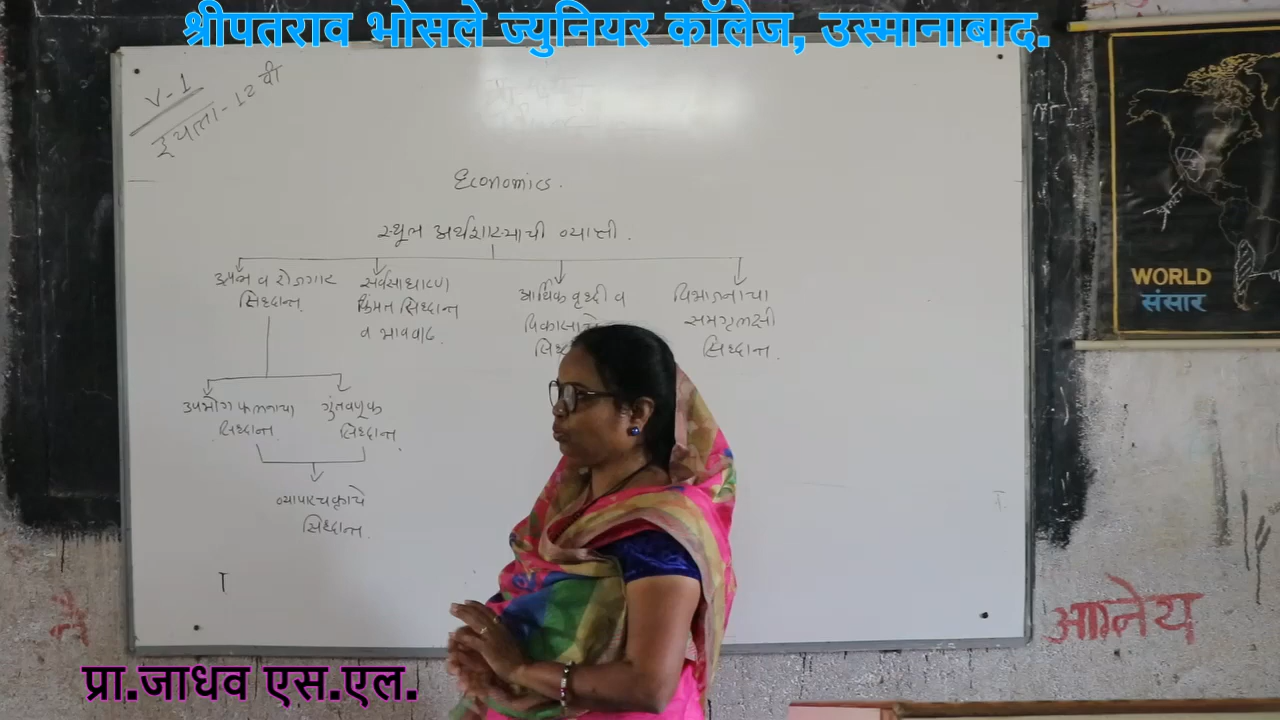 श्रीपतराव भोसले ज्युनियर कॉलेज, उस्मानाबाद.
V-1
इयत्ता-12 वी
Economics.
स्थूल अर्थशास्त्राची व्याप्ती.
उत्पन्न व रोजगार
सिध्दान्त.
सर्वसाधारण
किंमत सिध्दान्त
व भाववाढ.
आर्थिक वृध्दी व
विकासाचे
विभाजनाचा
समग्रलक्षी
सिध्दान्त.
उपभोग फलनाचा
सिध्दान्त.
गुंतवणूक
सिध्दान्त.
व्यापारचक्राचे
सिध्दान्त.
WORLD
संसार
आग्नेय
प्रा.जाधव एस.एल.